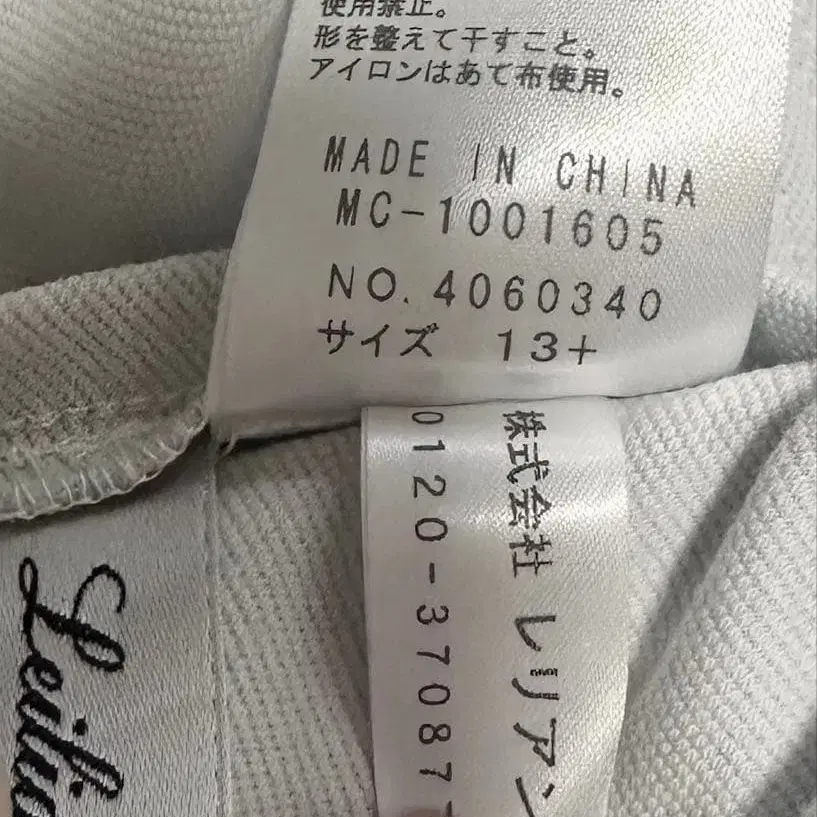 使用禁止。
形を整えて干すこと。
アイロンはあて布使用。
MADE IN CHINA
MC-1001605
NO. 4060340
サイズ 13+
株式会社 レリアン
0120-37087